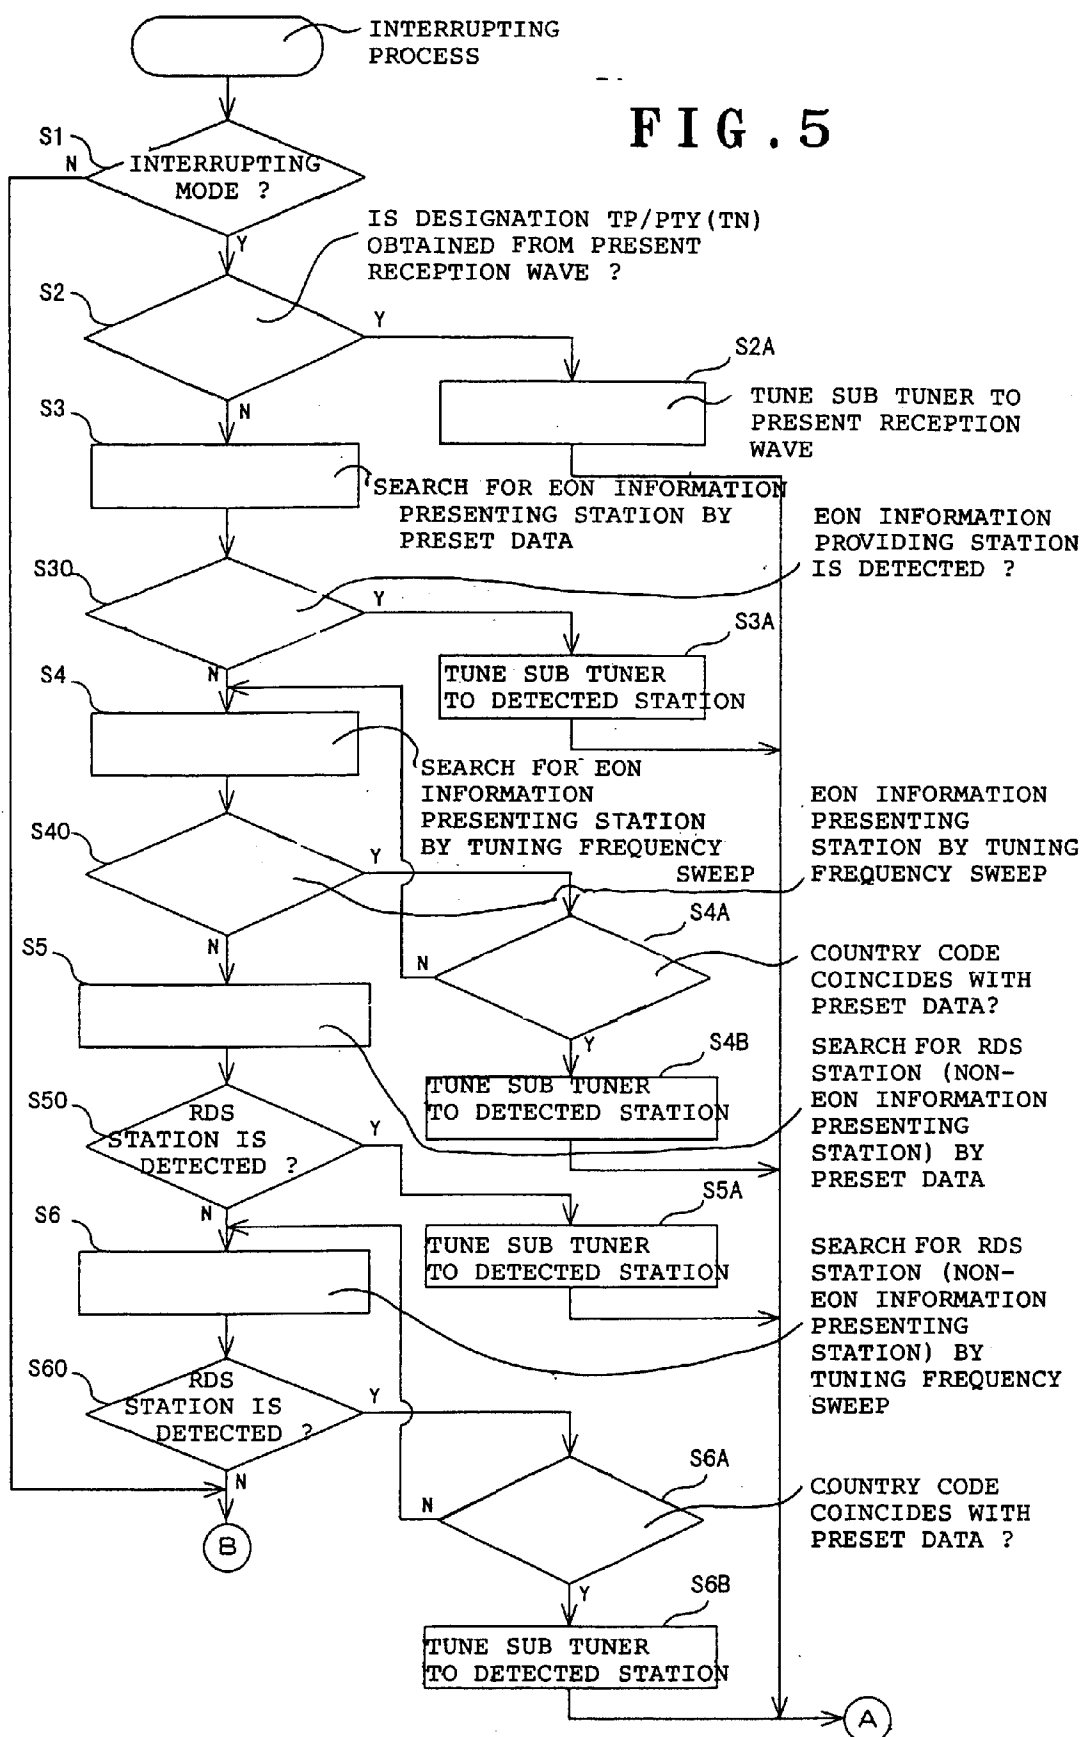 INTERRUPTING
PROCESS
FIG.5
S1
N
INTERRUPTING
MODE ?
Y
IS DESIGNATION TP/PTY(TN)
OBTAINED FROM PRESENT
RECEPTION WAVE ?
S2
Y
N
S2A
TUNE SUB TUNER TO
PRESENT RECEPTION
WAVE
S3
SEARCH FOR EON INFORMATION
PRESENTING STATION BY
PRESET DATA
EON INFORMATION
PROVIDING STATION
IS DETECTED ?
S30
Y
N
S3A
TUNE SUB TUNER
TO DETECTED STATION
S4
SEARCH FOR EON
INFORMATION
PRESENTING STATION
BY TUNING FREQUENCY
SWEEP
EON INFORMATION
PRESENTING
STATION BY TUNING
FREQUENCY SWEEP
S40
Y
N
S4A
N
Y
COUNTRY CODE
COINCIDES WITH
PRESET DATA?
S5
S4B
TUNE SUB TUNER
TO DETECTED STATION
SEARCH FOR RDS
STATION (NON-
EON INFORMATION
PRESENTING
STATION) BY
PRESET DATA
S50
RDS
STATION IS
DETECTED ?
Y
N
S5A
TUNE SUB TUNER
TO DETECTED STATION
S6
SEARCH FOR RDS
STATION (NON-
EON INFORMATION
PRESENTING
STATION) BY
TUNING FREQUENCY
SWEEP
S60
RDS
STATION IS
DETECTED ?
Y
N
B
S6A
N
Y
COUNTRY CODE
COINCIDES WITH
PRESET DATA ?
S6B
TUNE SUB TUNER
TO DETECTED STATION
A